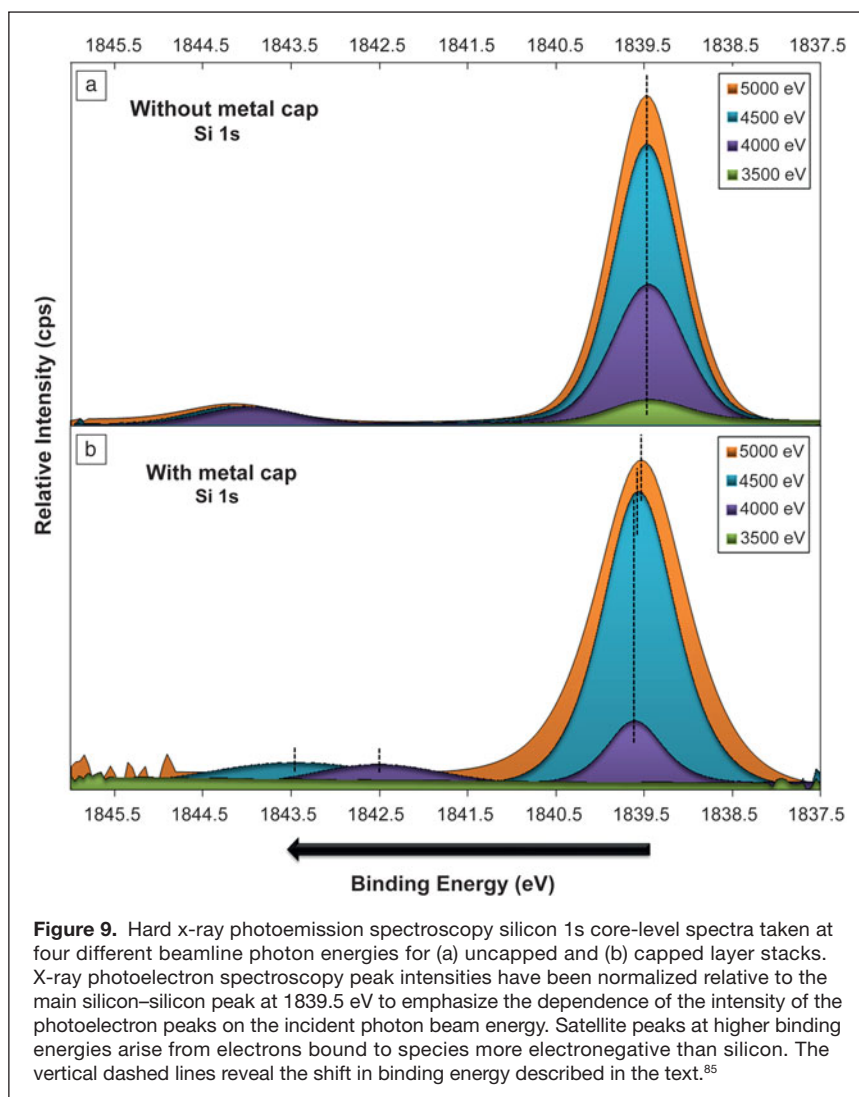 1845.5 1844.5 1843.5 1842.5 1841.5 1840.5 1839.5 1838.5 1837.5
a
Without metal cap
Si 1s
5000 eV
4500 eV
4000 eV
3500 eV
Relative Intensity (cps)
b
With metal cap
Si 1s
5000 eV
4500 eV
4000 eV
3500 eV
1845.5 1844.5 1843.5 1842.5 1841.5 1840.5 1839.5 1838.5 1837.5
Binding Energy (eV)
Figure 9. Hard x-ray photoemission spectroscopy silicon 1s core-level spectra taken at
four different beamline photon energies for (a) uncapped and (b) capped layer stacks.
X-ray photoelectron spectroscopy peak intensities have been normalized relative to the
main silicon–silicon peak at 1839.5 eV to emphasize the dependence of the intensity of the
photoelectron peaks on the incident photon beam energy. Satellite peaks at higher binding
energies arise from electrons bound to species more electronegative than silicon. The
vertical dashed lines reveal the shift in binding energy described in the text.85